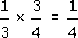 1/3 × 3/4 = 1/4